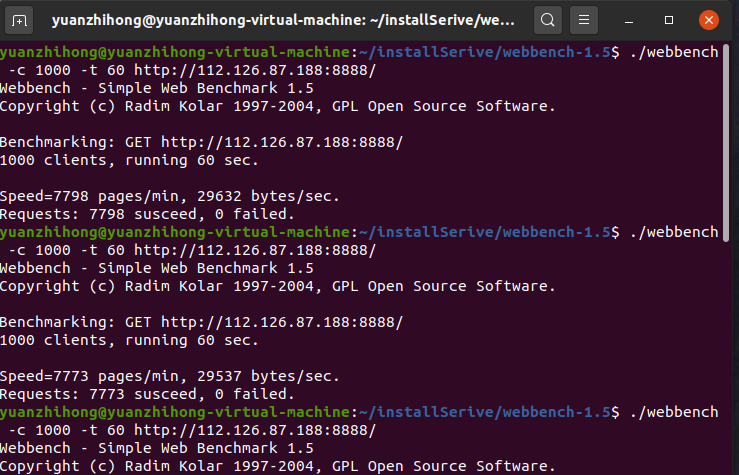 yuanzhihong@yuanzhihong-virtual-machine: ~/installSerive/we...
yuanzhihong@yuanzhihong-virtual-machine:~/installSerive/webbench-1.5$ ./webbench
 -c 1000 -t 60 http://112.126.87.188:8888/
Webbench - Simple Web Benchmark 1.5
Copyright (c) Radim Kolar 1997-2004, GPL Open Source Software.

Benchmarking: GET http://112.126.87.188:8888/
1000 clients, running 60 sec.

Speed=7798 pages/min, 29632 bytes/sec.
Requests: 7798 susceed, 0 failed.
yuanzhihong@yuanzhihong-virtual-machine:~/installSerive/webbench-1.5$ ./webbench
 -c 1000 -t 60 http://112.126.87.188:8888/
Webbench - Simple Web Benchmark 1.5
Copyright (c) Radim Kolar 1997-2004, GPL Open Source Software.

Benchmarking: GET http://112.126.87.188:8888/
1000 clients, running 60 sec.

Speed=7773 pages/min, 29537 bytes/sec.
Requests: 7773 susceed, 0 failed.
yuanzhihong@yuanzhihong-virtual-machine:~/installSerive/webbench-1.5$ ./webbench
 -c 1000 -t 60 http://112.126.87.188:8888/
Webbench - Simple Web Benchmark 1.5
Copyright (c) Radim Kolar 1997-2004, GPL Open Source Software.